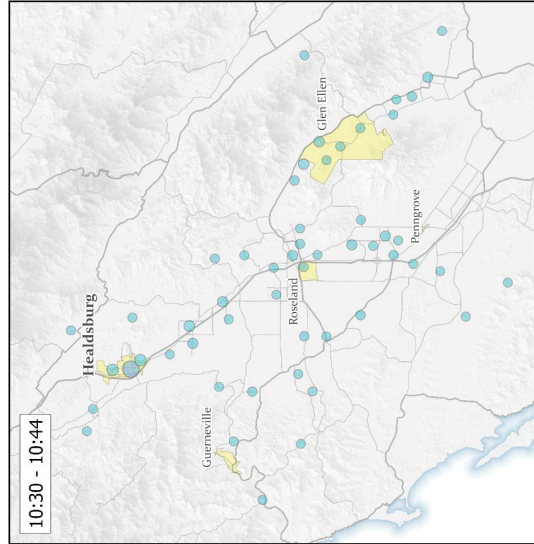 10:30 - 10:44
Healdsburg
Guerneville
Roseland
Glen Ellen
Penngrove